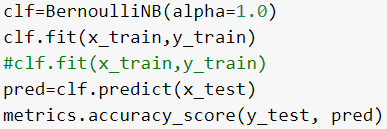 clf=BernoulliNB(alpha=1.0)
clf.fit(x_train,y_train)
#clf.fit(x_train,y_train)
pred=clf.predict(x_test)
metrics.accuracy_score(y_test, pred)